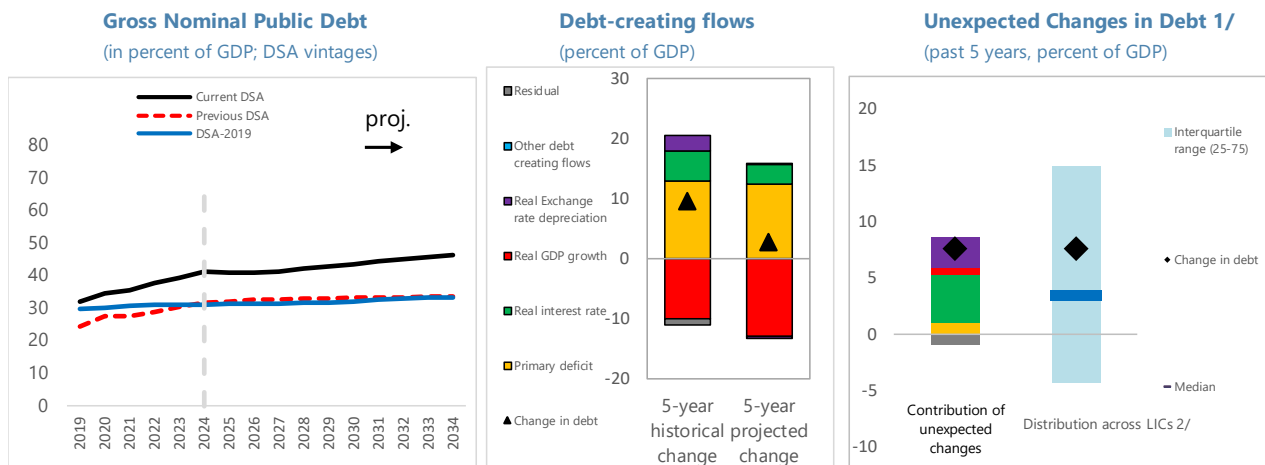 Gross Nominal Public Debt
(in percent of GDP; DSA vintages)
Current DSA
Previous DSA
DSA-2019
proj.
80
70
60
50
40
30
20
10
0
2019
2020
2021
2022
2023
2024
2025
2026
2027
2028
2029
2030
2031
2032
2033
2034
Debt-creating flows
(percent of GDP)
Residual
Other debt
creating flows
Real Exchange
rate depreciation
Real GDP growth
Real interest rate
Primary deficit
Change in debt
30
20
10
0
-10
-20
5-year
historical
change
5-year
projected
change
Unexpected Changes in Debt 1/
(past 5 years, percent of GDP)
20
15
10
5
0
-5
-10
Interquartile
range (25-75)
Change in debt
Median
Contribution of
unexpected
changes
Distribution across LICs 2/